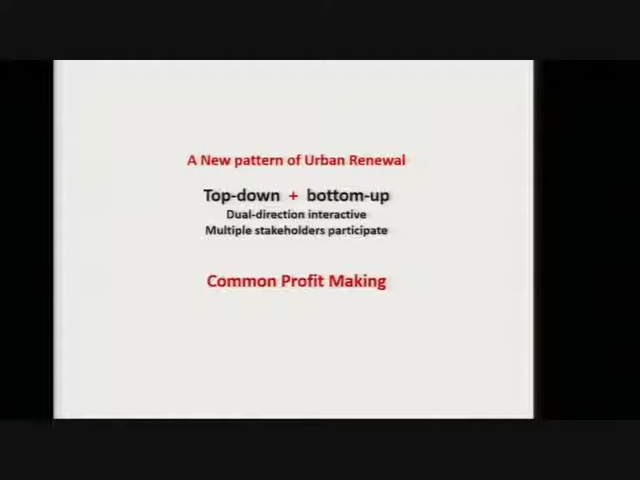 A New pattern of Urban Renewal
Top-down + bottom-up
Dual-direction interactive
Multiple stakeholders participate
Common Profit Making